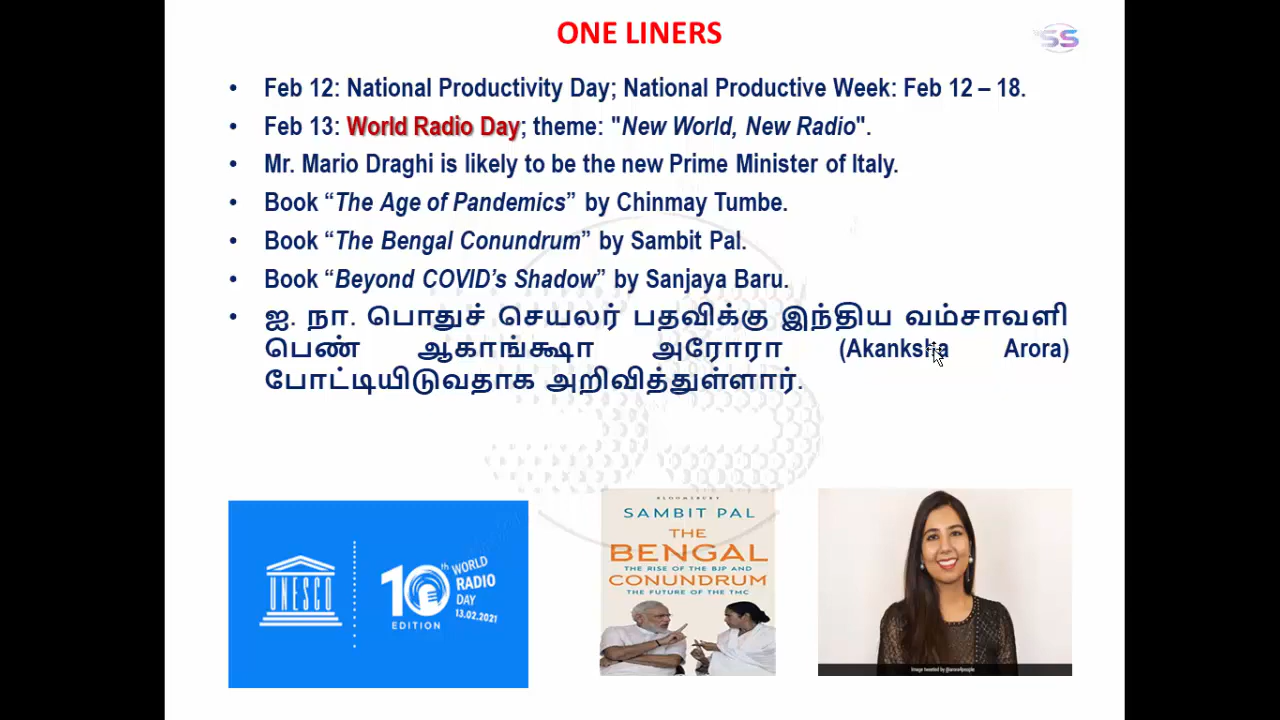 ONE LINERS
SS
• Feb 12: National Productivity Day; National Productive Week: Feb 12 – 18.
• Feb 13: World Radio Day; theme: "New World, New Radio".
• Mr. Mario Draghi is likely to be the new Prime Minister of Italy.
• Book “The Age of Pandemics” by Chinmay Tumbe.
• Book “The Bengal Conundrum” by Sambit Pal.
• Book “Beyond COVID’s Shadow” by Sanjaya Baru.
• ஐ. நா. பொதுச் செயலர் பதவிக்கு இந்திய வம்சாவளி
பெண் ஆகாங்க்ஷா அரோரா (Akanksha Arora)
போட்டியிடுவதாக அறிவித்துள்ளார்.
UNESCO
10th EDITION
WORLD
RADIO
DAY
13.02.2021
BLOOMSBURY
SAMBIT PAL
THE
BENGAL
THE RISE OF THE BJP AND
CONUNDRUM
THE FUTURE OF THE TMC